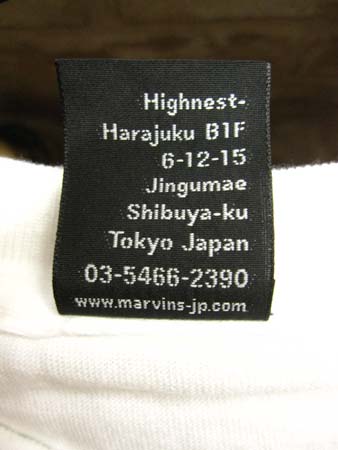 Highnest-
Harajuku B1F
6-12-15
Jingumae
Shibuya-ku
Tokyo Japan
03-5466-2390
www.marvins-jp.com